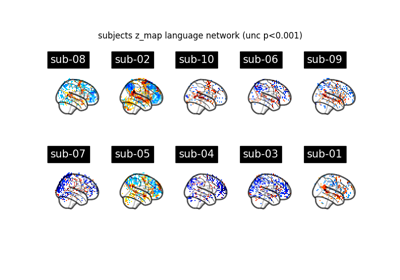 subjects z_map language network (unc p<0.001)
sub-08 sub-02 sub-10 sub-06 sub-09
sub-07 sub-05 sub-04 sub-03 sub-01